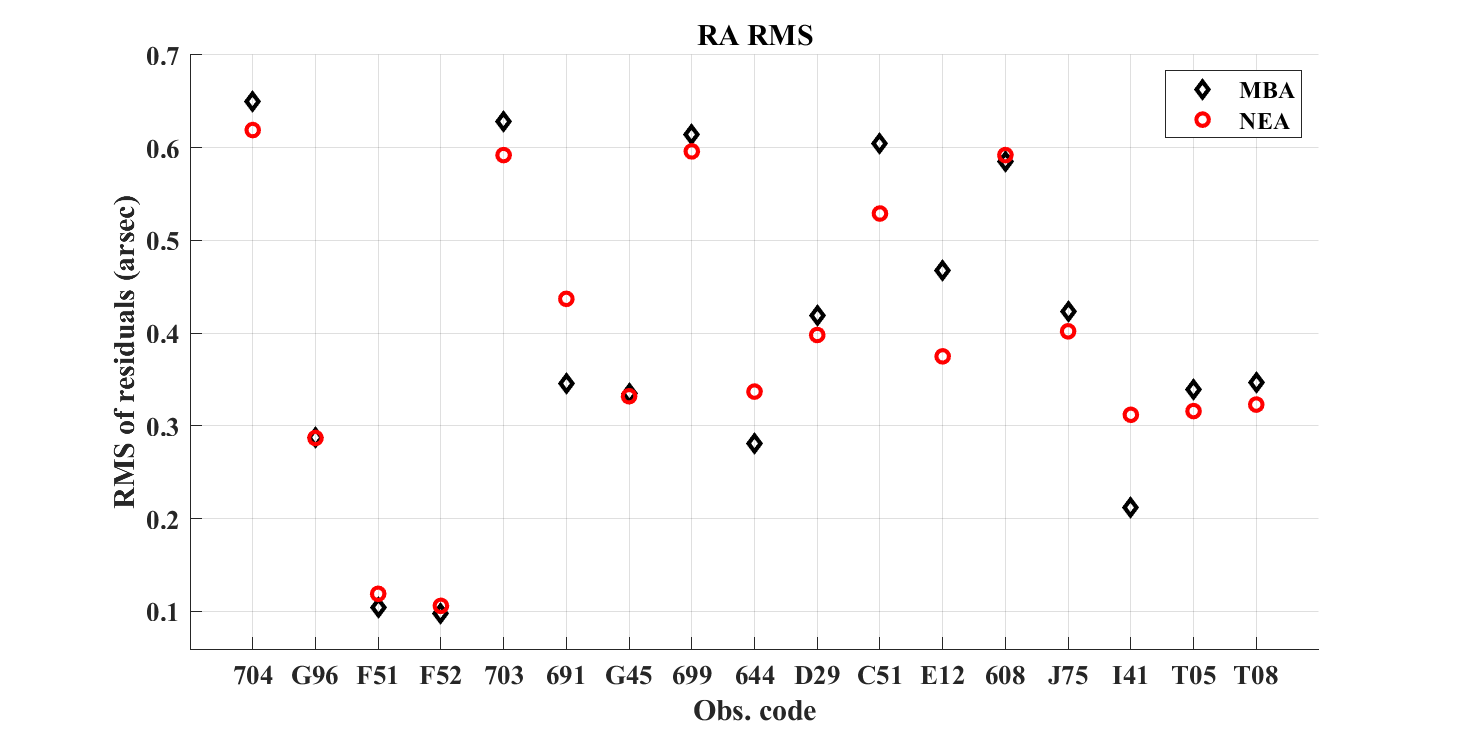 RA RMS
MBA
NEA
RMS of residuals (arsec)
0.7
0.6
0.5
0.4
0.3
0.2
0.1
704 G96 F51 F52 703 691 G45 699 644 D29 C51 E12 608 J75 I41 T05 T08
Obs. code